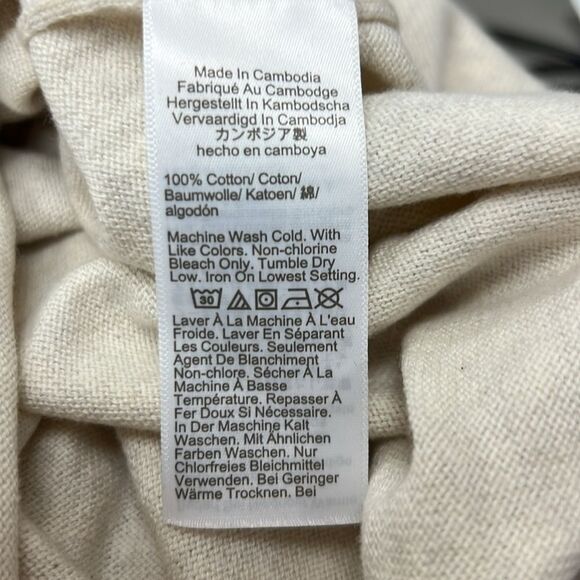 Made In Cambodia
Fabriqué Au Cambodge
Hergestellt In Kambodscha
Vervaardigd In Cambodja
カンボジア製
hecho en camboya
100% Cotton/ Coton/
Baumwolle/ Katoen/ 綿/
algodón
Machine Wash Cold. With
Like Colors. Non-chlorine
Bleach Only. Tumble Dry
Low. Iron On Lowest Setting.
30
Laver À La Machine À L'eau
Froide. Laver En Séparant
Les Couleurs. Seulement
Agent De Blanchiment
Non-chlore. Sécher À La
Machine À Basse
Température. Repasser À
Fer Doux Si Nécessaire.
In Der Maschine Kalt
Waschen. Mit Ähnlichen
Farben Waschen. Nur
Chlorfreies Bleichmittel
Verwenden. Bei Geringer
Wärme Trocknen. Bei